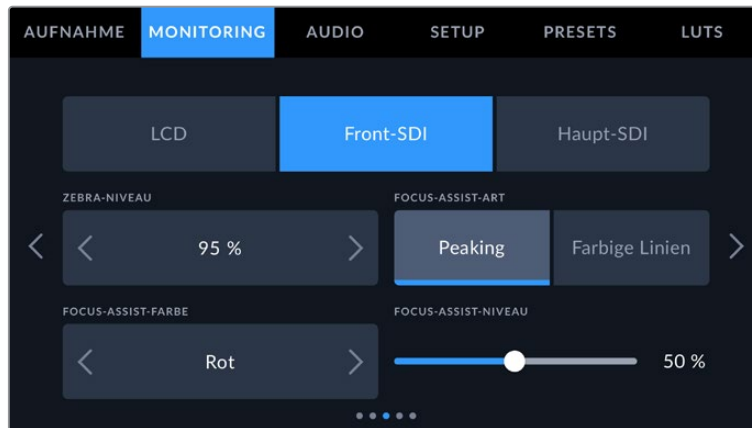 AUFNAHME MONITORING AUDIO SETUP PRESETS LUTS
LCD Front-SDI Haupt-SDI
ZEBRA-NIVEAU FOCUS-ASSIST-ART
95 % Peaking Farbige Linien
FOCUS-ASSIST-FARBE FOCUS-ASSIST-NIVEAU
Rot 50 %